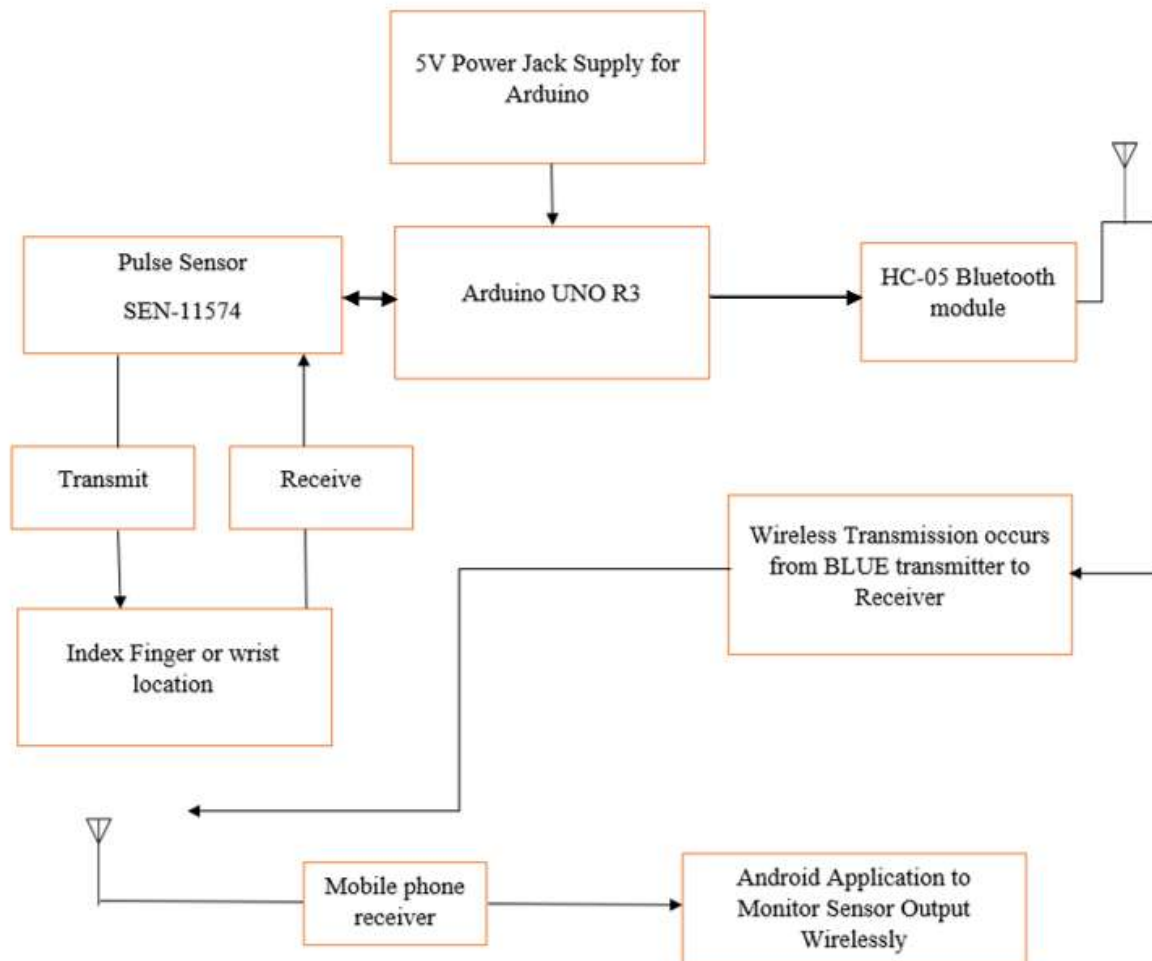 5V Power Jack Supply for
Arduino
Pulse Sensor
SEN-11574
Arduino UNO R3
HC-05 Bluetooth
module
Transmit
Receive
Wireless Transmission occurs
from BLUE transmitter to
Receiver
Index Finger or wrist
location
Mobile phone
receiver
Android Application to
Monitor Sensor Output
Wirelessly